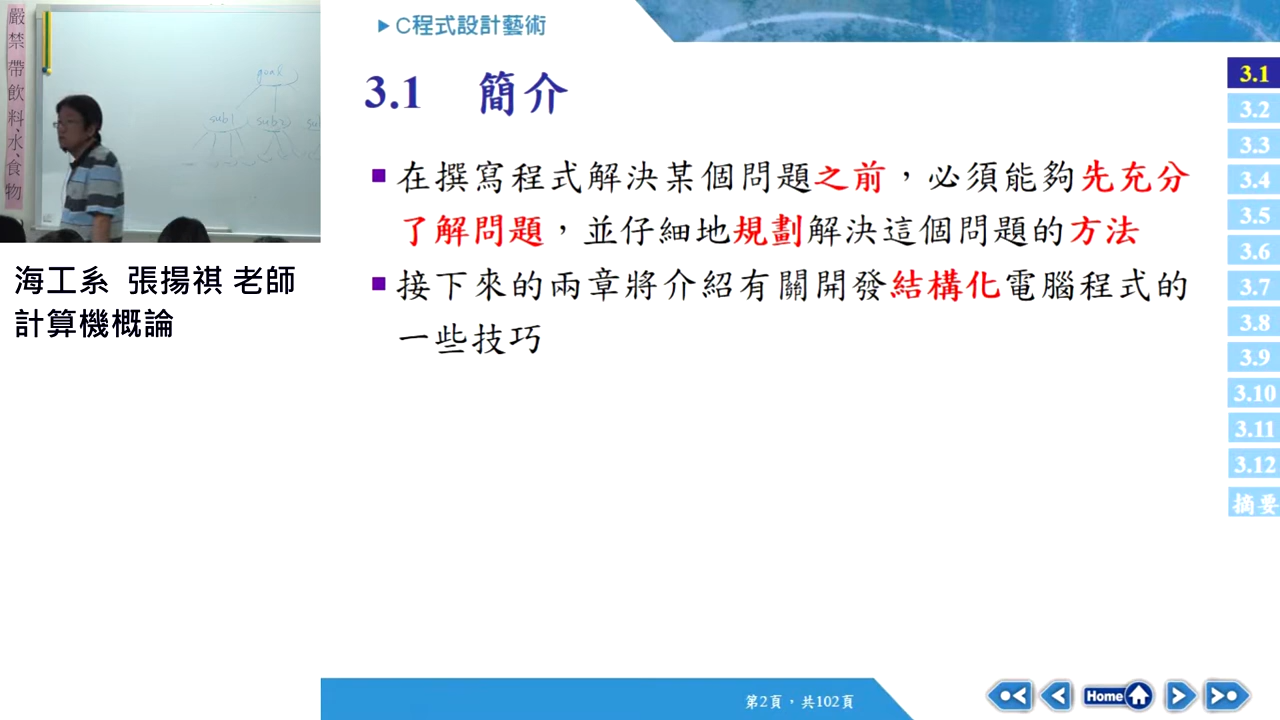 嚴禁帶飲料、水、食物
goal
sub1
sub2
海工系 張揚祺 老師
計算機概論
C程式設計藝術
3.1 簡介
在撰寫程式解決某個問題之前，必須能夠先充分
了解問題，並仔細地規劃解決這個問題的方法
接下來的兩章將介紹有關開發結構化電腦程式的
一些技巧
3.1
3.2
3.3
3.4
3.5
3.6
3.7
3.8
3.9
3.10
3.11
3.12
摘要
第2頁，共102頁
Home